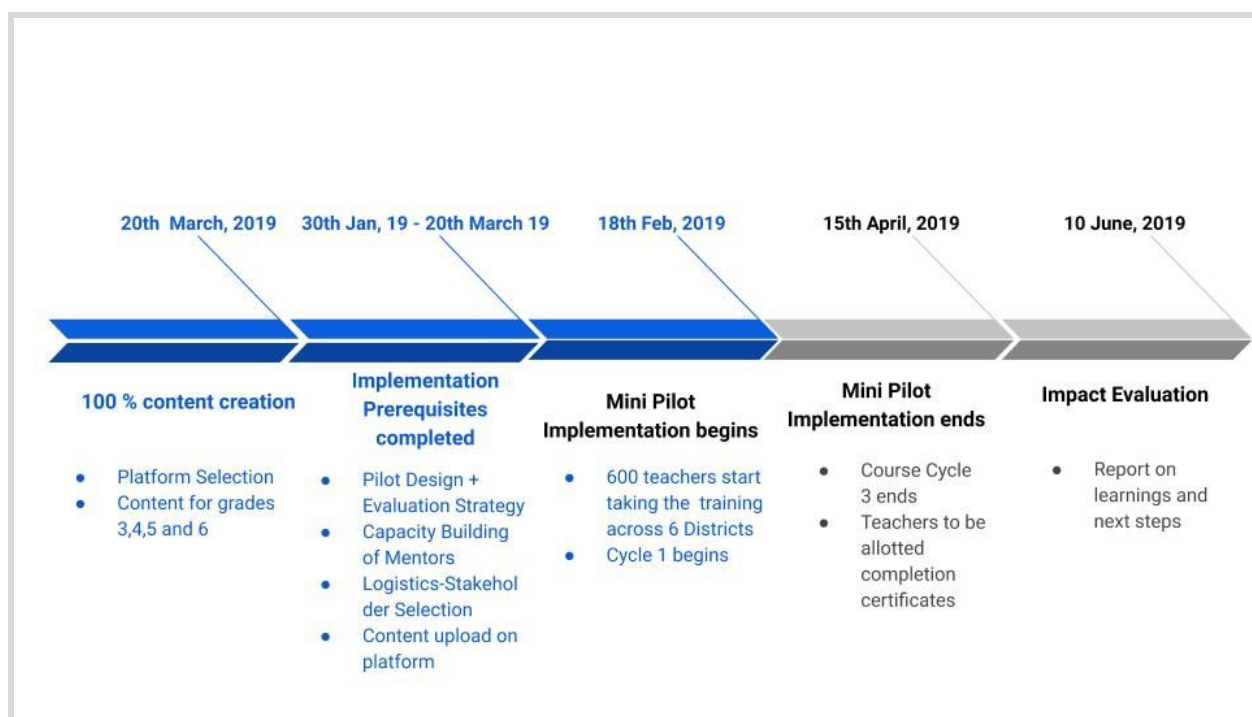 20th March, 2019
30th Jan, 19 - 20th March 19
18th Feb, 2019
15th April, 2019
10 June, 2019
100 % content creation
● Platform Selection
● Content for grades
3,4,5 and 6
Implementation
Prerequisites
completed
● Pilot Design +
Evaluation Strategy
● Capacity Building
of Mentors
● Logistics-Stakehol
der Selection
● Content upload on
platform
Mini Pilot
Implementation begins
● 600 teachers start
taking the training
across 6 Districts
● Cycle 1 begins
Mini Pilot
Implementation ends
● Course Cycle
3 ends
● Teachers to be
allotted
completion
certificates
Impact Evaluation
● Report on
learnings and
next steps